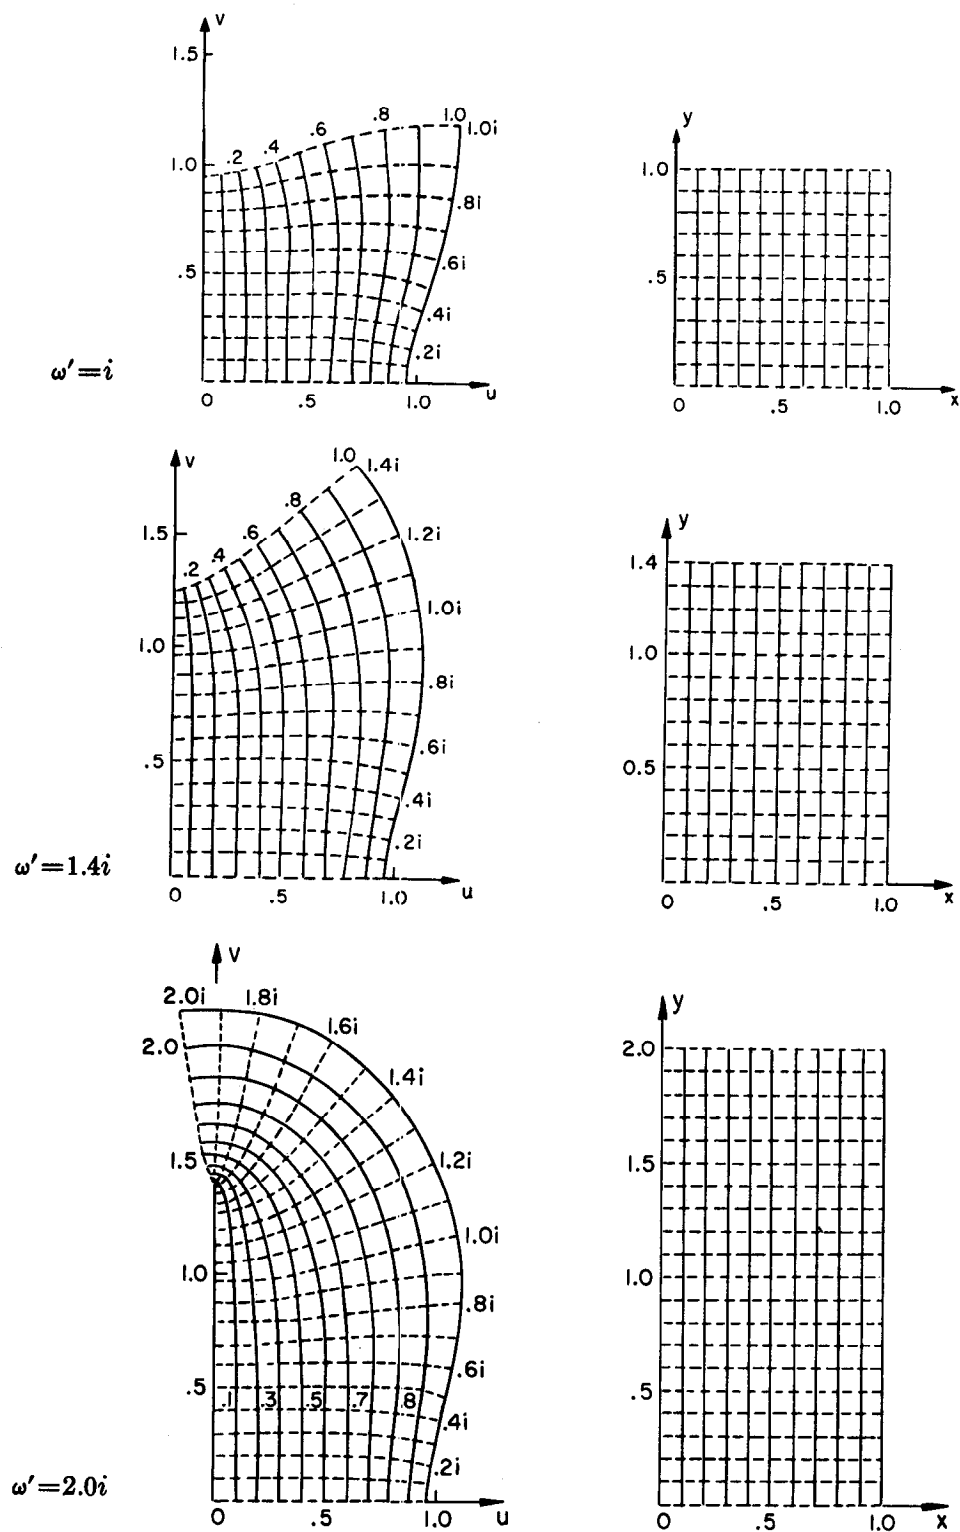 v
1.5
.2 .4 .6 .8 1.0
1.0i
1.0
.8i
.5
.6i
.4i
.2i
ω′=i
0 .5 1.0 u
y
1.0
.5
0 .5 1.0 x
v
1.0
1.4i
1.5
.2 .4 .6 .8
1.2i
1.0i
1.0
.8i
.6i
.5
.4i
.2i
ω′=1.4i
0 .5 1.0 u
y
1.4
1.0
0.5
0 .5 1.0 x
v
2.0i 1.8i
1.6i
2.0
1.4i
1.5
1.2i
1.0i
1.0
.8i
.6i
.5
.1 .3 .5 .7 .8
.4i
.2i
ω′=2.0i
0 .5 1.0 u
y
2.0
1.5
1.0
.5
0 .5 1.0 x